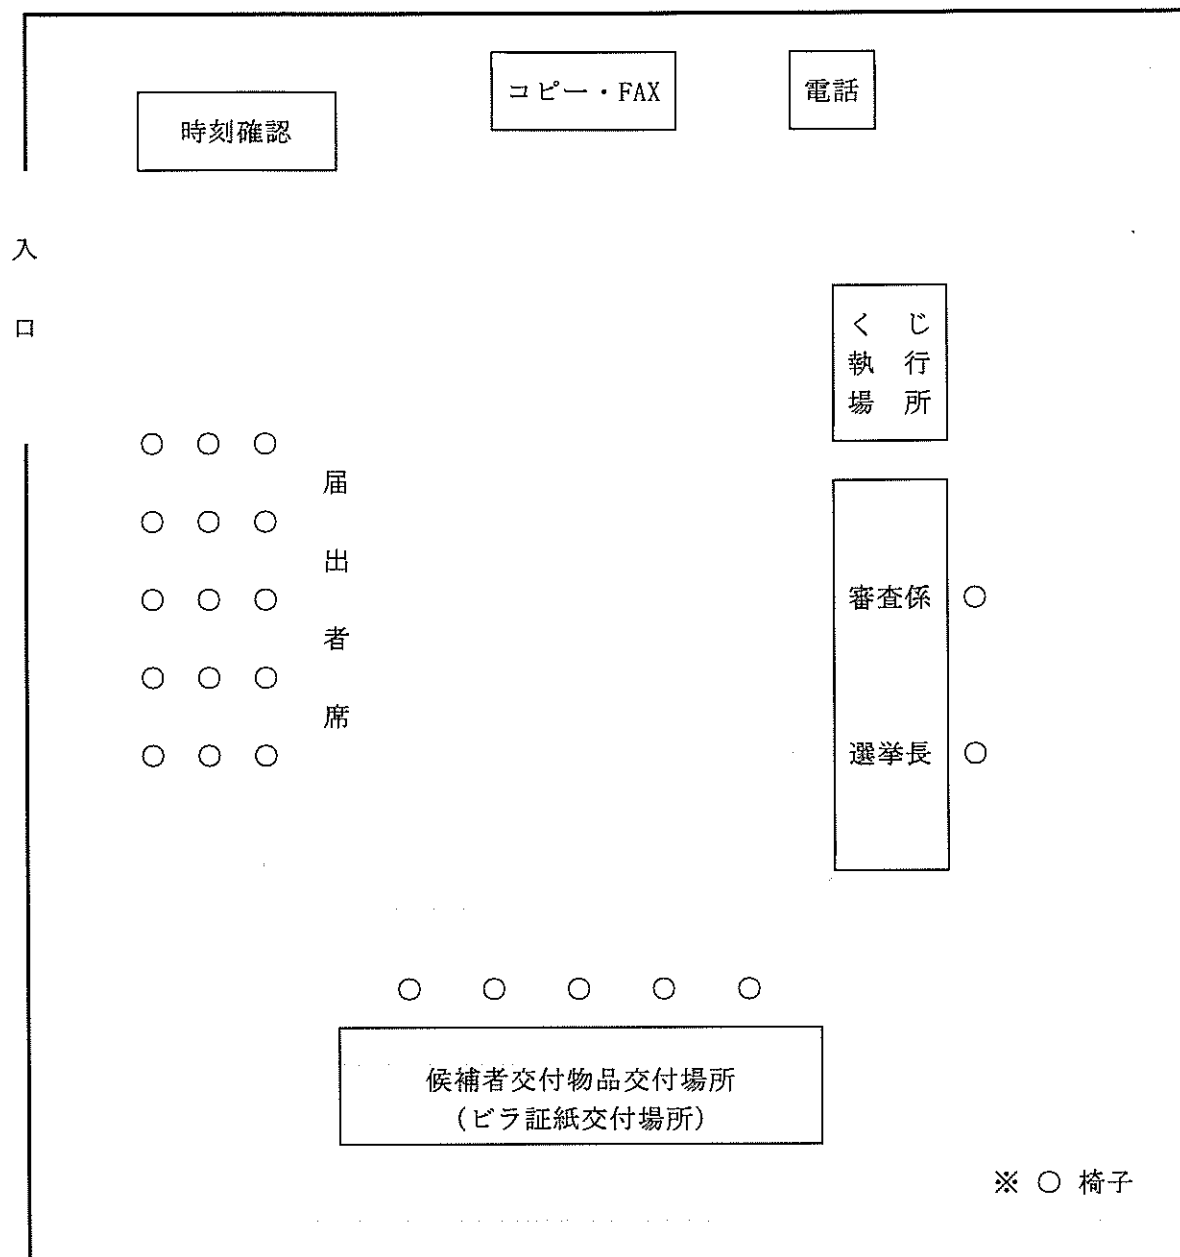 コピー・FAX
電話
時刻確認
入口
くじ
執行
場所
届出者席
審査係
選挙長
候補者交付物品交付場所
(ビラ証紙交付場所)
※ ○ 椅子